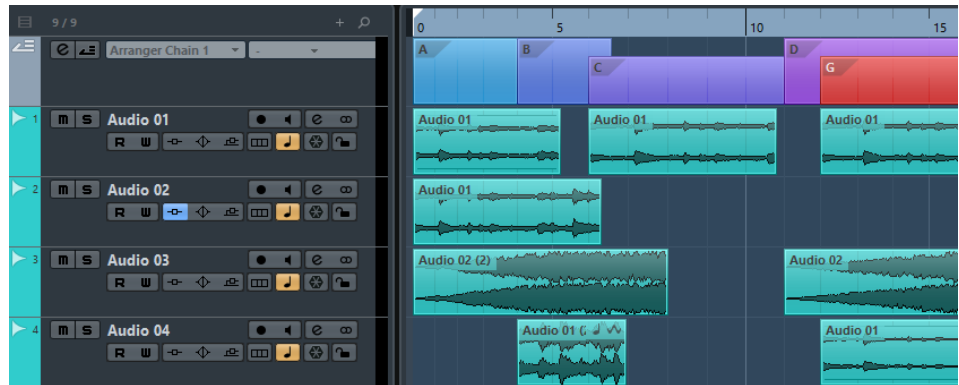 9 / 9
0 5 10 15
e Arranger Chain 1 -
A B C D G
1 m S Audio 01 e
R W
Audio 01 Audio 01 Audio 01
2 m S Audio 02 e
R W
Audio 01
3 m S Audio 03 e
R W
Audio 02 (2) Audio 02
4 m S Audio 04 e
R W
Audio 01 Audio 01